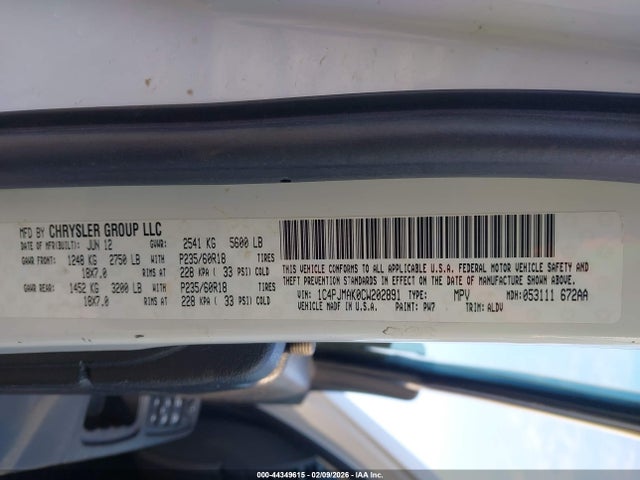 MFD BY CHRYSLER GROUP LLC
DATE OF MFR(BUILT): JUN 12 GVWR: 2541 KG 5600 LB
GAWR FRONT: 1248 KG 2750 LB WITH P235/60R18 TIRES
18X7.0 RIMS AT 228 KPA ( 33 PSI) COLD
GAWR REAR: 1452 KG 3200 LB WITH P235/60R18 TIRES
18X7.0 RIMS AT 228 KPA ( 33 PSI) COLD
THIS VEHICLE CONFORMS TO ALL APPLICABLE U.S.A. FEDERAL MOTOR VEHICLE
SAFETY, BUMPER, AND THEFT PREVENTION STANDARDS IN EFFECT ON THE DATE OF
MANUFACTURE SHOWN ABOVE.
VIN: 1C4PJMAK0CW202891 TYPE: MPV MDH: 053111 672AA
VEHICLE MADE IN U.S.A. PAINT: PW7 TRIM: ALDV
000-44349615 - 02/09/2026 - IAA Inc.